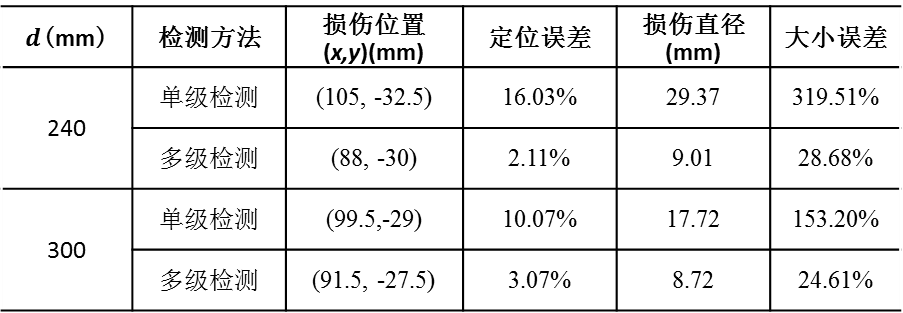 d (mm) 检测方法 损伤位置 (x,y)(mm) 定位误差 损伤直径 (mm) 大小误差
240 单级检测 (105, -32.5) 16.03% 29.37 319.51%
多级检测 (88, -30) 2.11% 9.01 28.68%
300 单级检测 (99.5,-29) 10.07% 17.72 153.20%
多级检测 (91.5, -27.5) 3.07% 8.72 24.61%